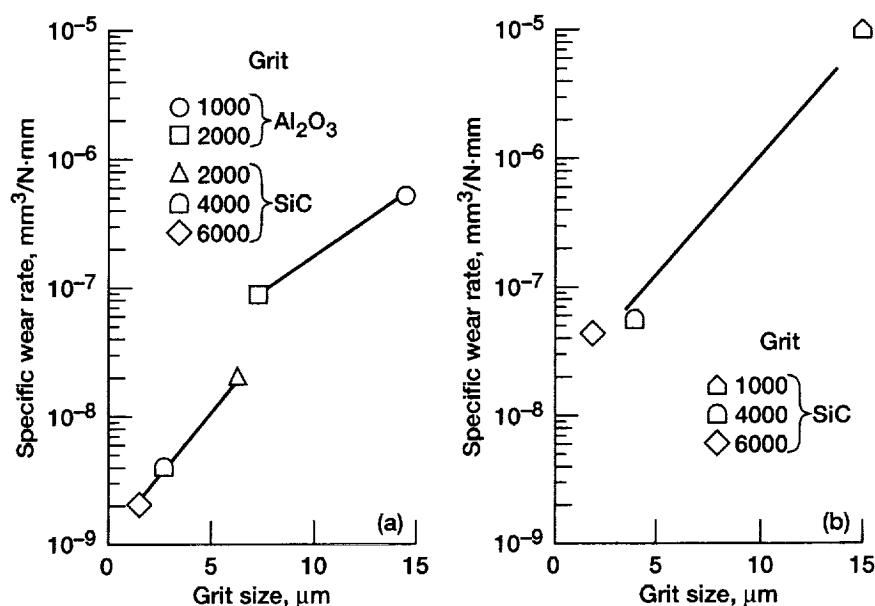 Specific wear rate, mm³/N·mm
10⁻⁵
10⁻⁶
10⁻⁷
10⁻⁸
10⁻⁹
Grit
1000
2000
Al₂O₃
2000
4000
6000
SiC
(a)
0
5
10
15
Grit size, μm
Specific wear rate, mm³/N·mm
10⁻⁵
10⁻⁶
10⁻⁷
10⁻⁸
10⁻⁹
Grit
1000
4000
6000
SiC
(b)
0
5
10
15
Grit size, μm